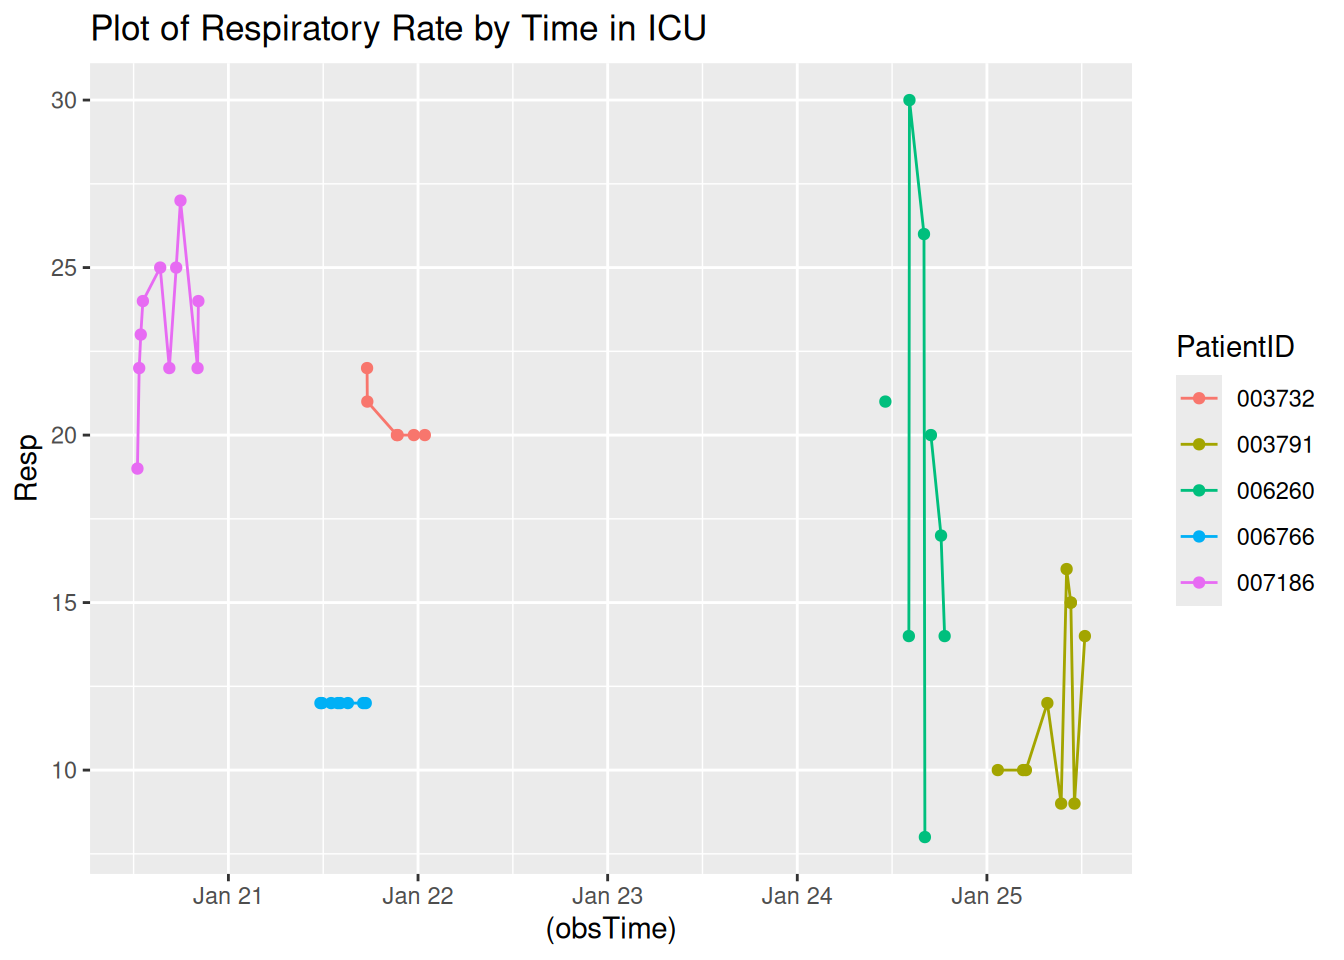 Plot of Respiratory Rate by Time in ICU
30
25
20
15
10
Resp
Jan 21
Jan 22
Jan 23
Jan 24
Jan 25
(obsTime)
PatientID
003732
003791
006260
006766
007186